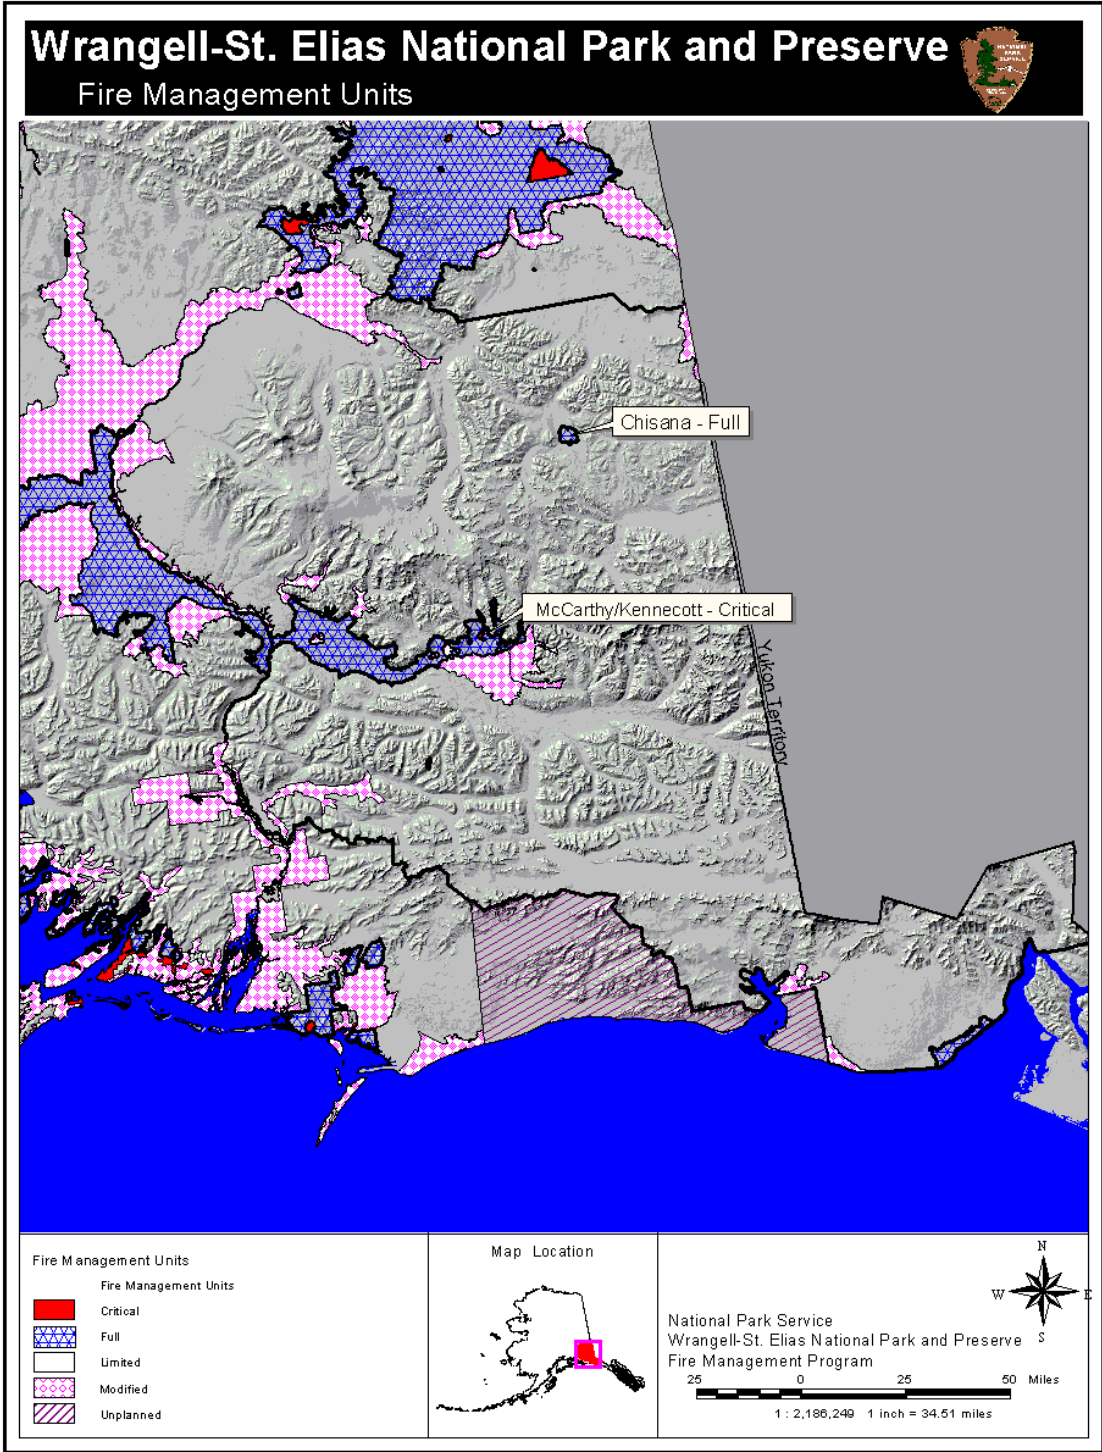 Wrangell-St. Elias National Park and Preserve
Fire Management Units
NATIONAL
PARK
SERVICE
Chisana - Full
McCarthy/Kennecott - Critical
Yukon Territory
Fire Management Units
Fire Management Units
Critical
Full
Limited
Modified
Unplanned
Map Location
N
W
E
S
National Park Service
Wrangell-St. Elias National Park and Preserve
Fire Management Program
25 0 25 50 Miles
1 : 2,186,249 1 inch = 34.51 miles